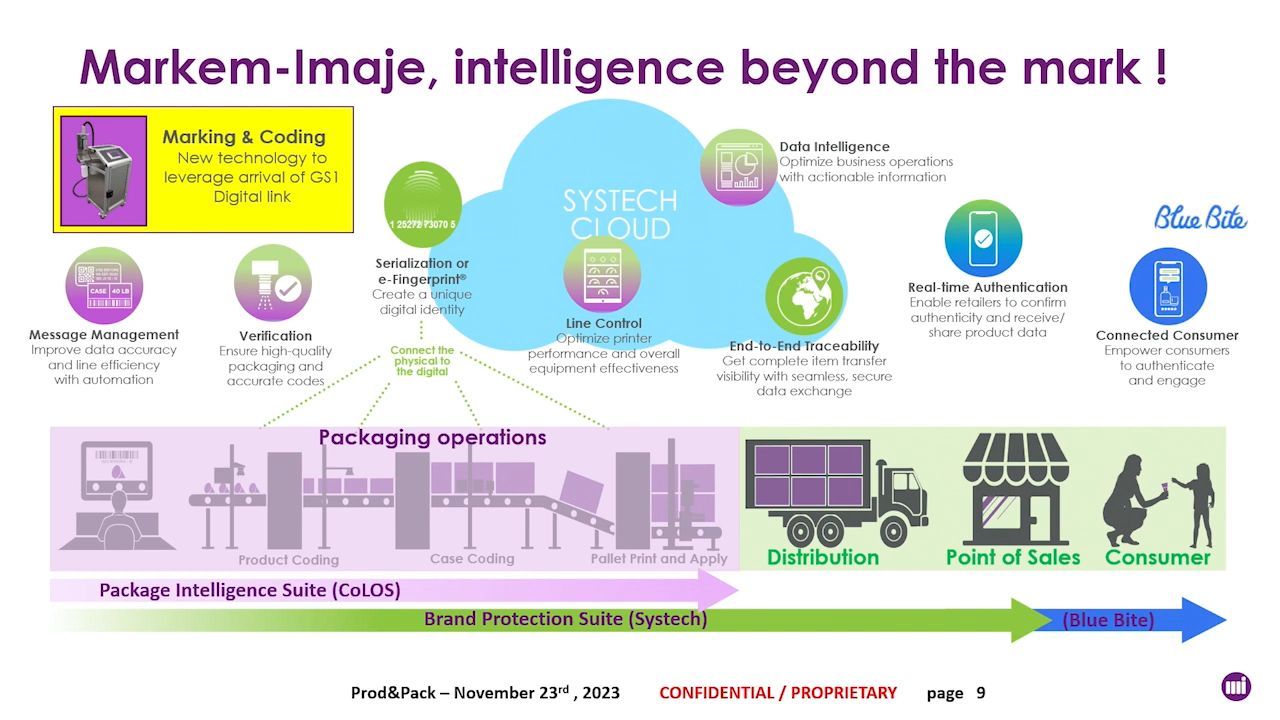 Markem-Imaje, intelligence beyond the mark !
Marking & Coding
New technology to
leverage arrival of GS1
Digital link
SYSTECH
CLOUD
Data Intelligence
Optimize business operations
with actionable information
Blue Bite
1 25272 73070 5
CASE 40 LB
Serialization or
e-Fingerprint®
Create a unique
digital identity
Message Management
Improve data accuracy
and line efficiency
with automation
Verification
Ensure high-quality
packaging and
accurate codes
Connect the
physical to
the digital
Line Control
Optimize printer
performance and overall
equipment effectiveness
End-to-End Traceability
Get complete item transfer
visibility with seamless, secure
data exchange
Real-time Authentication
Enable retailers to confirm
authenticity and receive/
share product data
Connected Consumer
Empower consumers
to authenticate
and engage
Packaging operations
Product Coding
Case Coding
Pallet Print and Apply
Distribution
Point of Sales
Consumer
Package Intelligence Suite (CoLOS)
Brand Protection Suite (Systech)
(Blue Bite)
Prod&Pack – November 23rd , 2023 CONFIDENTIAL / PROPRIETARY page 9